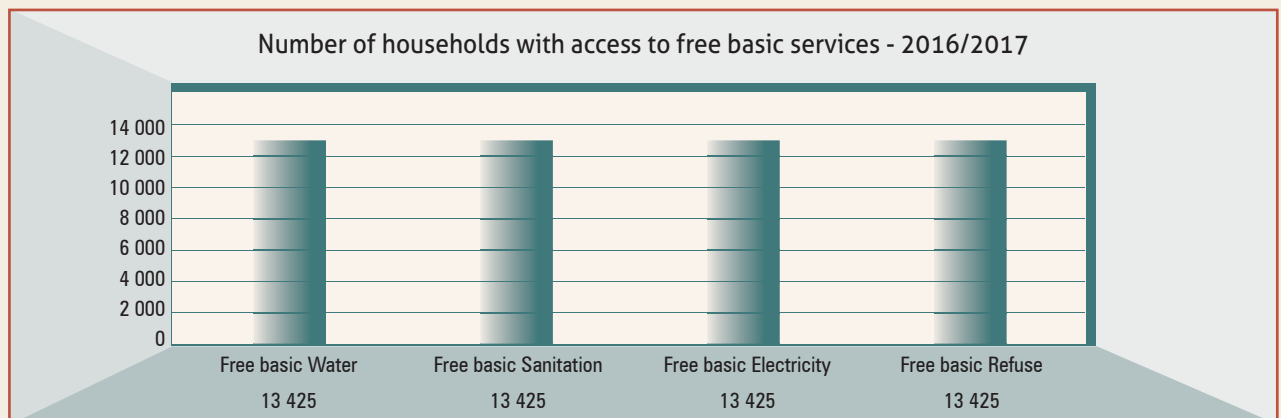 Number of households with access to free basic services - 2016/2017
14 000
12 000
10 000
8 000
6 000
4 000
2 000
0
Free basic Water Free basic Sanitation Free basic Electricity Free basic Refuse
13 425 13 425 13 425 13 425